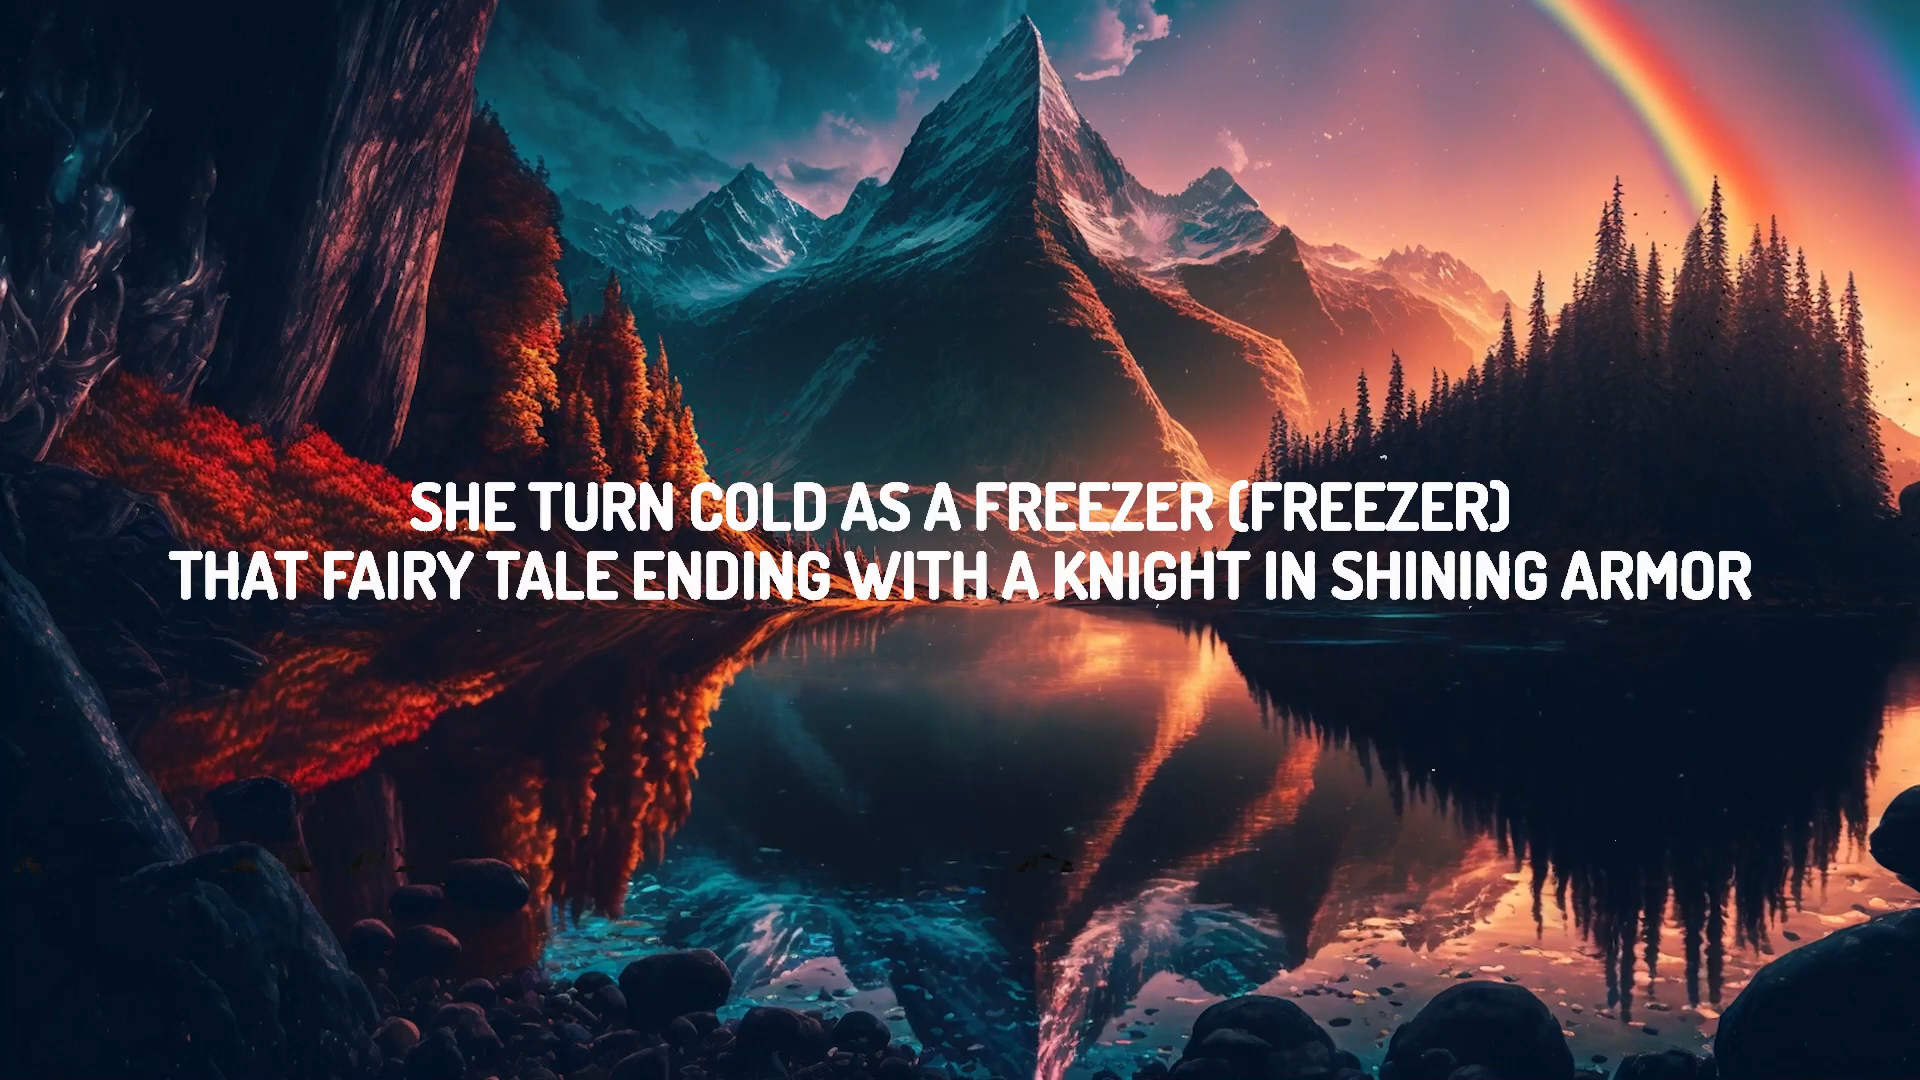 SHE TURN COLD AS A FREEZER (FREEZER)
THAT FAIRY TALE ENDING WITH A KNIGHT IN SHINING ARMOR